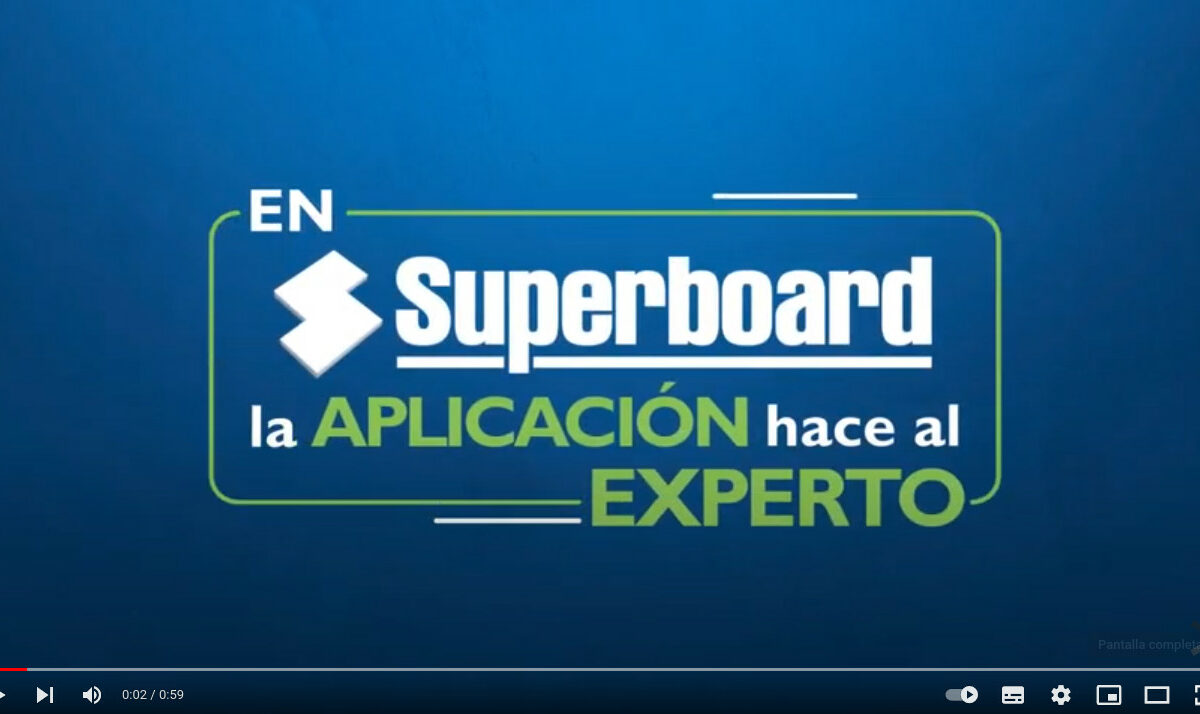 EN
Superboard
la APLICACIÓN hace al
EXPERTO
Pantalla completa
0:02 / 0:59